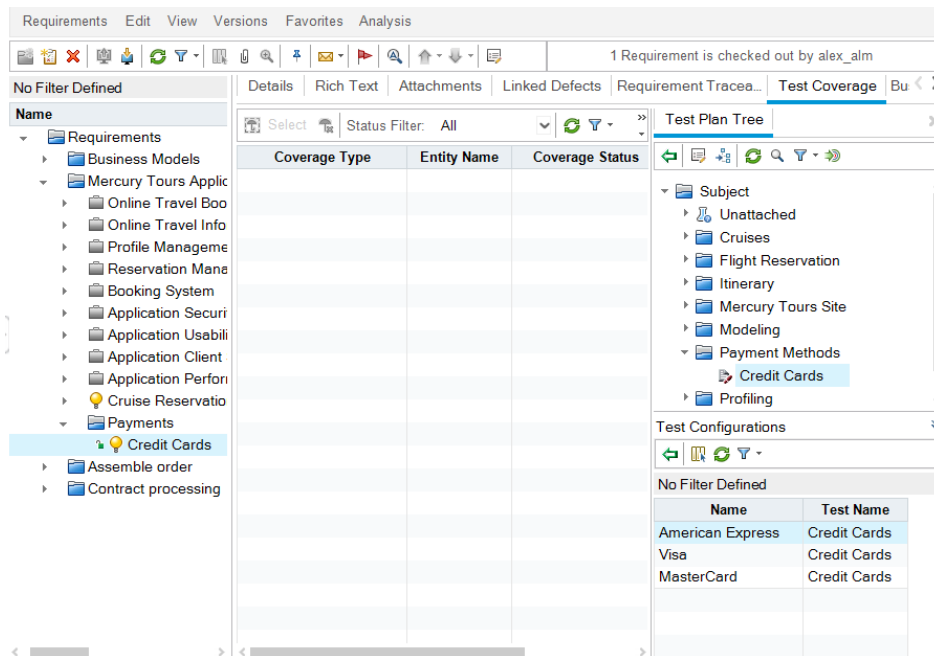 Requirements Edit View Versions Favorites Analysis
1 Requirement is checked out by alex_alm
No Filter Defined
Name
Requirements
Business Models
Mercury Tours Applic
Online Travel Boo
Online Travel Info
Profile Manageme
Reservation Mana
Booking System
Application Securi
Application Usabili
Application Client
Application Perfor
Cruise Reservatio
Payments
Credit Cards
Assemble order
Contract processing
Details Rich Text Attachments Linked Defects Requirement Tracea... Test Coverage Bu
Select Status Filter: All
Coverage Type Entity Name Coverage Status
Test Plan Tree
Subject
Unattached
Cruises
Flight Reservation
Itinerary
Mercury Tours Site
Modeling
Payment Methods
Credit Cards
Profiling
Test Configurations
No Filter Defined
Name Test Name
American Express Credit Cards
Visa Credit Cards
MasterCard Credit Cards